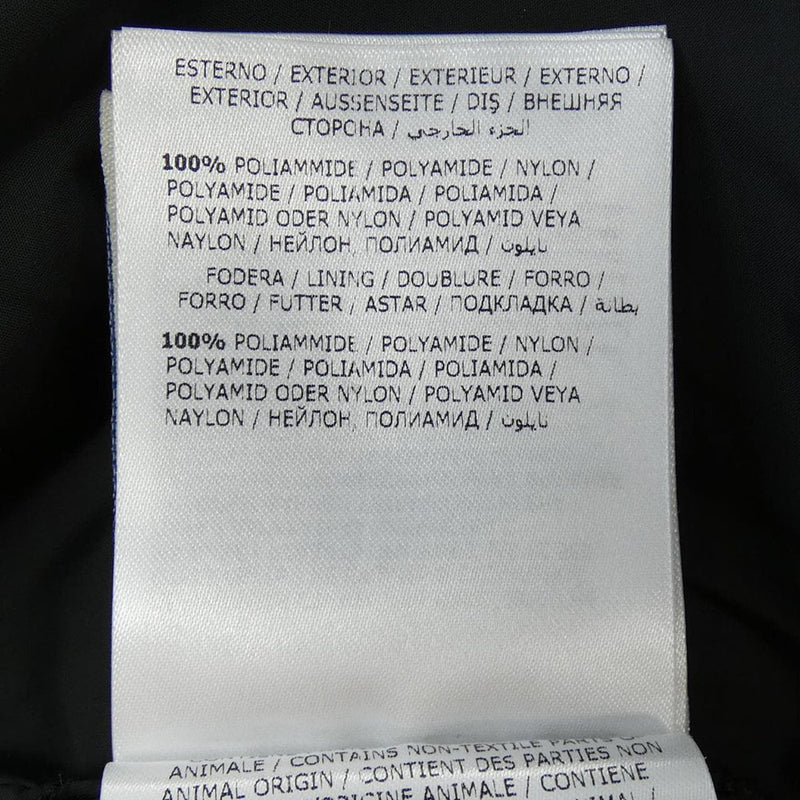 ESTERNO / EXTERIOR / EXTERIEUR / EXTERNO /
EXTERIOR / AUSSENSEITE / DIŞ / ВНЕШНЯЯ
СТОРОНА / الجزء الخارجي
100% POLIAMMIDE / POLYAMIDE / NYLON /
POLYAMIDE / POLIAMIDA / POLIAMIDA /
POLYAMID ODER NYLON / POLYAMID VEYA
NAYLON / НЕЙЛОН, ПОЛИАМИД / نايلون
FODERA / LINING / DOUBLURE / FORRO /
FORRO / FUTTER / ASTAR / ПОДКЛАДКА / بطانة
100% POLIAMMIDE / POLYAMIDE / NYLON /
POLYAMIDE / POLIAMIDA / POLIAMIDA /
POLYAMID ODER NYLON / POLYAMID VEYA
NAYLON / НЕЙЛОН, ПОЛИАМИД / نايلون
ANIMALE / CONTAINS NON-TEXTILE PARTS
ANIMAL ORIGIN / CONTIENT DES PARTIES NON
ANIMALE / CONTIENE